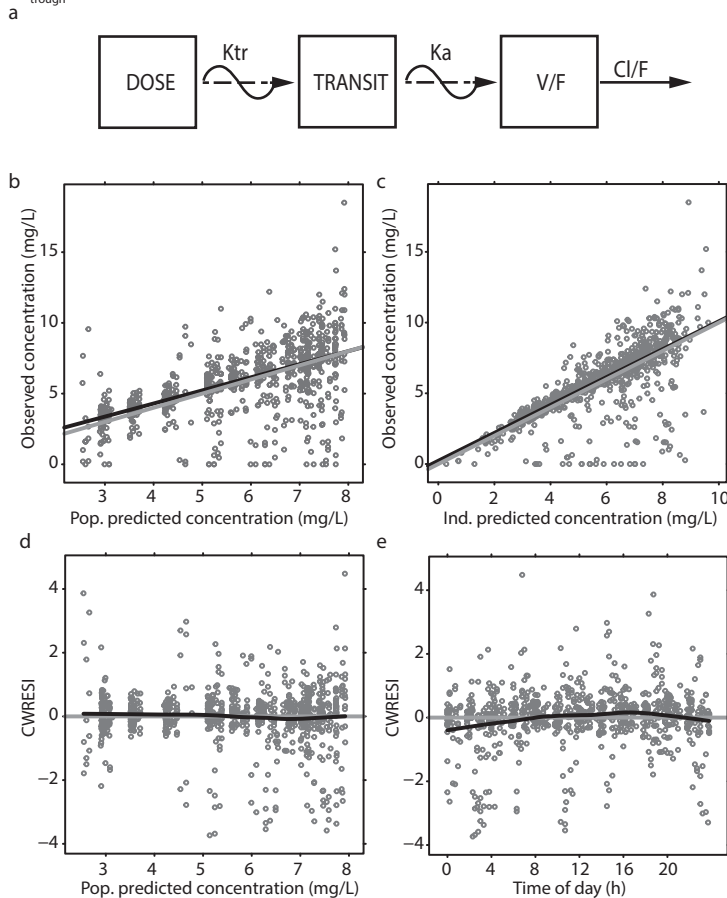 trough
a
Ktr
Ka
DOSE
TRANSIT
V/F
Cl/F
b
c
Observed concentration (mg/L)
15
10
5
0
3 4 5 6 7 8
Pop. predicted concentration (mg/L)
Observed concentration (mg/L)
15
10
5
0
0 2 4 6 8 10
Ind. predicted concentration (mg/L)
d
e
CWRESI
4
2
0
−2
−4
3 4 5 6 7 8
Pop. predicted concentration (mg/L)
CWRESI
4
2
0
−2
−4
0 4 8 12 16 20
Time of day (h)